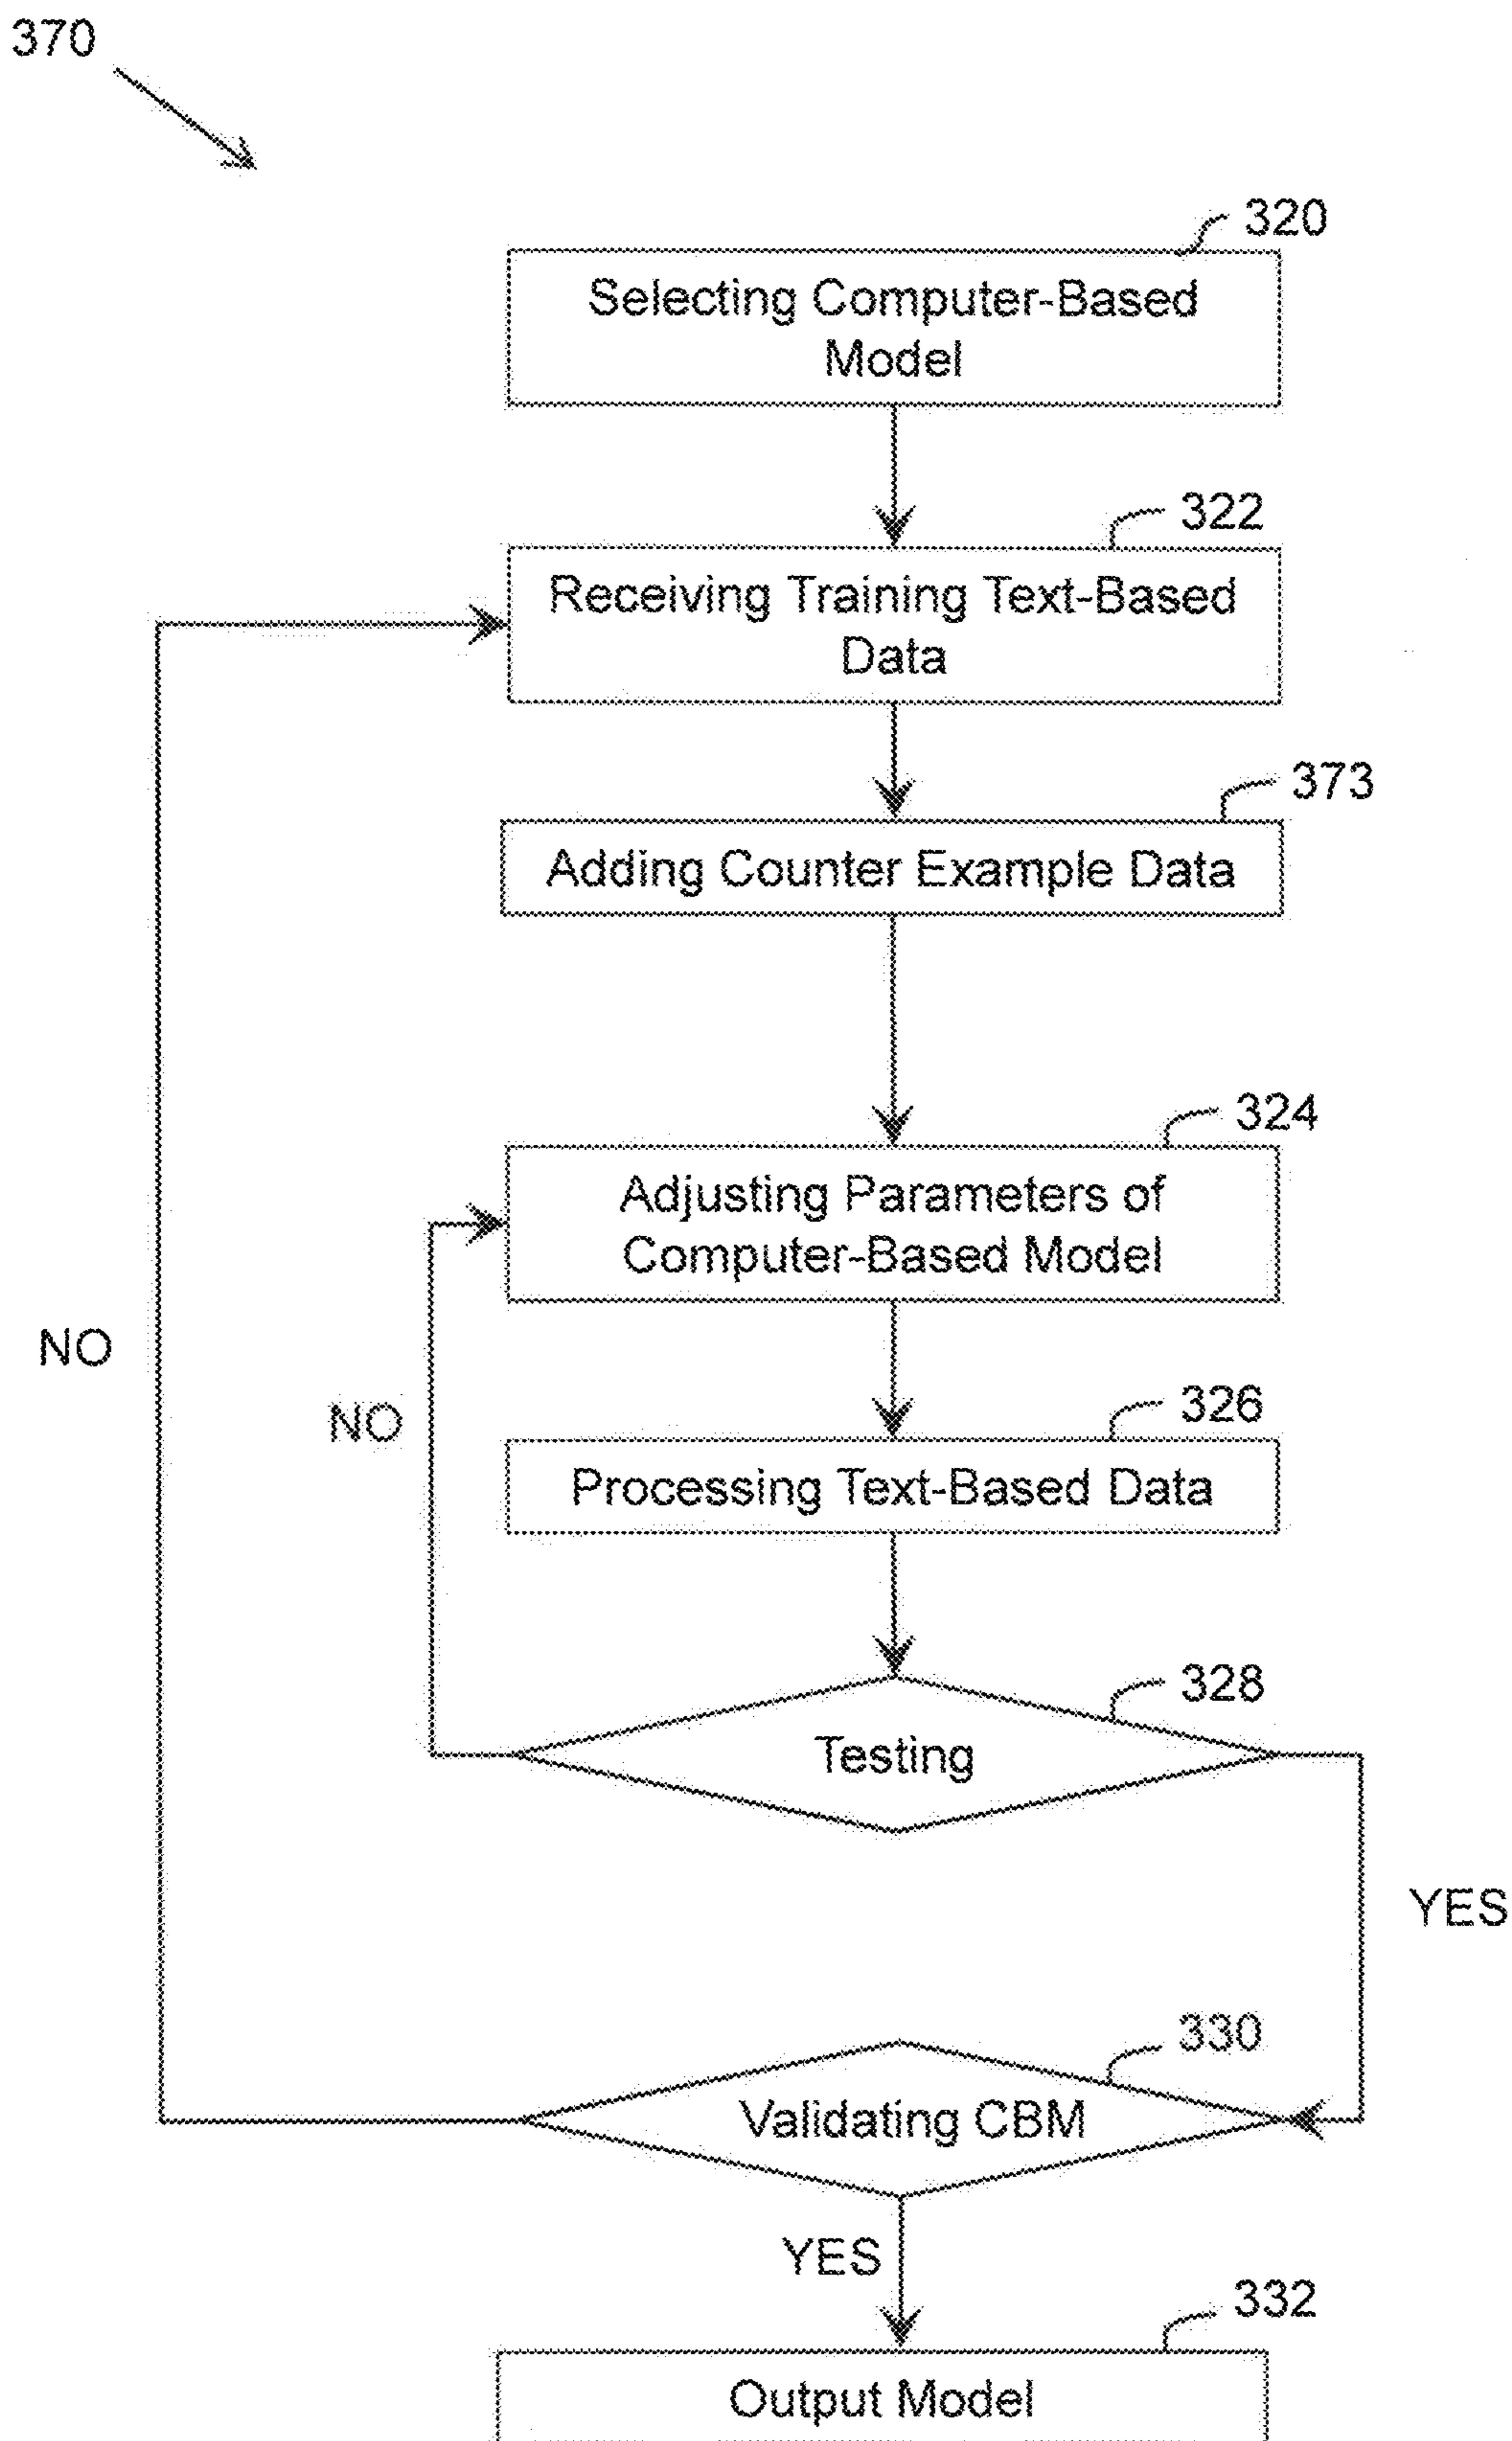 370
320
Selecting Computer-Based
Model
322
Receiving Training Text-Based
Data
373
Adding Counter Example Data
324
Adjusting Parameters of
Computer-Based Model
NO
NO
326
Processing Text-Based Data
328
Testing
YES
330
Validating CBM
YES
332
Output Model